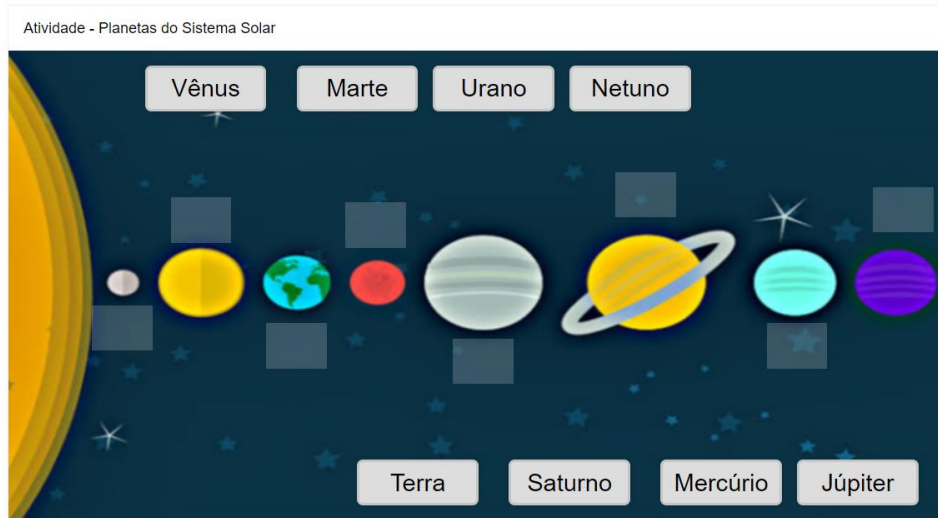 Atividade - Planetas do Sistema Solar
Vênus Marte Urano Netuno
Terra Saturno Mercúrio Júpiter